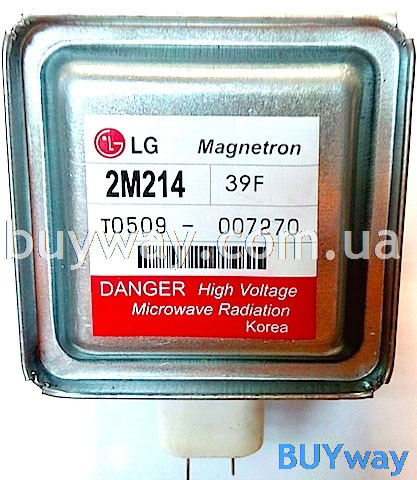 LG Magnetron
2M214 39F
T0509 - 007270
buyway.com.ua
DANGER High Voltage
Microwave Radiation
Korea
BUYway